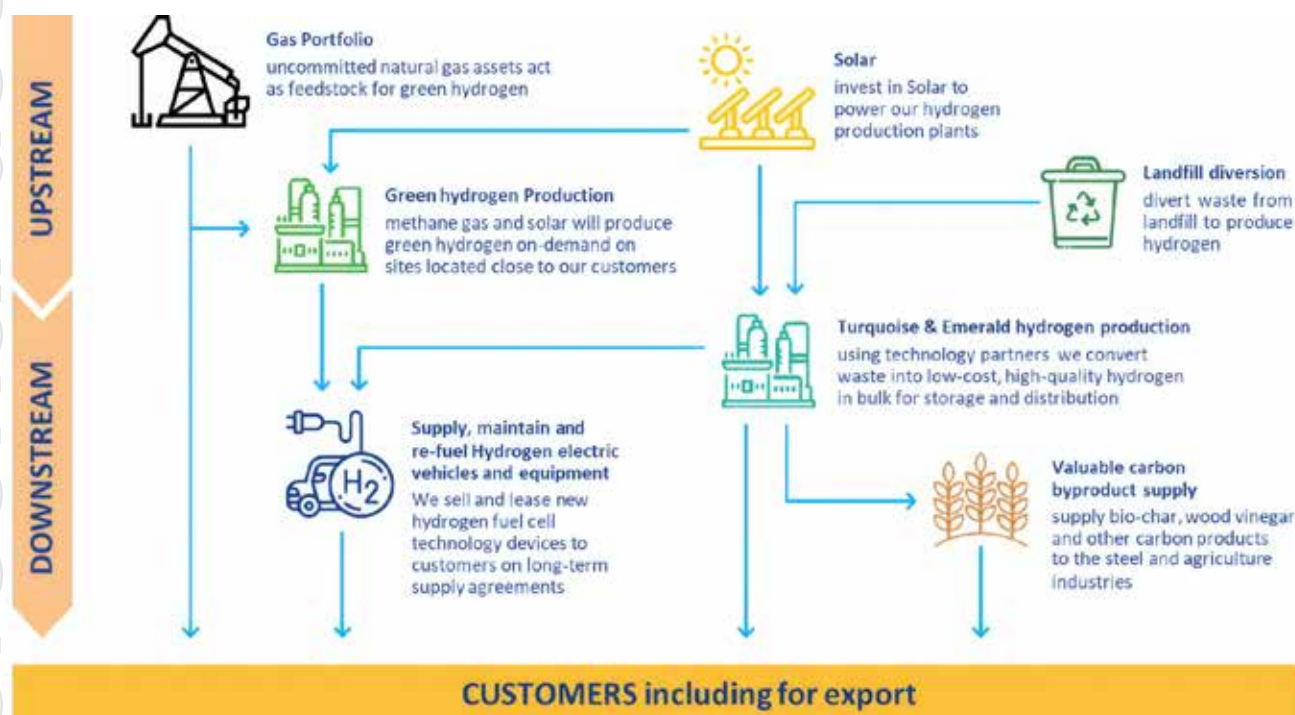 UPSTREAM
Gas Portfolio
uncommitted natural gas assets act
as feedstock for green hydrogen
Solar
invest in Solar to
power our hydrogen
production plants
Landfill diversion
divert waste from
landfill to produce
hydrogen
Green hydrogen Production
methane gas and solar will produce
green hydrogen on-demand on
sites located close to our customers
DOWNSTREAM
Turquoise & Emerald hydrogen production
using technology partners we convert
waste into low-cost, high-quality hydrogen
in bulk for storage and distribution
H2
Supply, maintain and
re-fuel Hydrogen electric
vehicles and equipment
We sell and lease new
hydrogen fuel cell
technology devices to
customers on long-term
supply agreements
Valuable carbon
byproduct supply
supply bio-char, wood vinegar
and other carbon products
to the steel and agriculture
industries
CUSTOMERS including for export